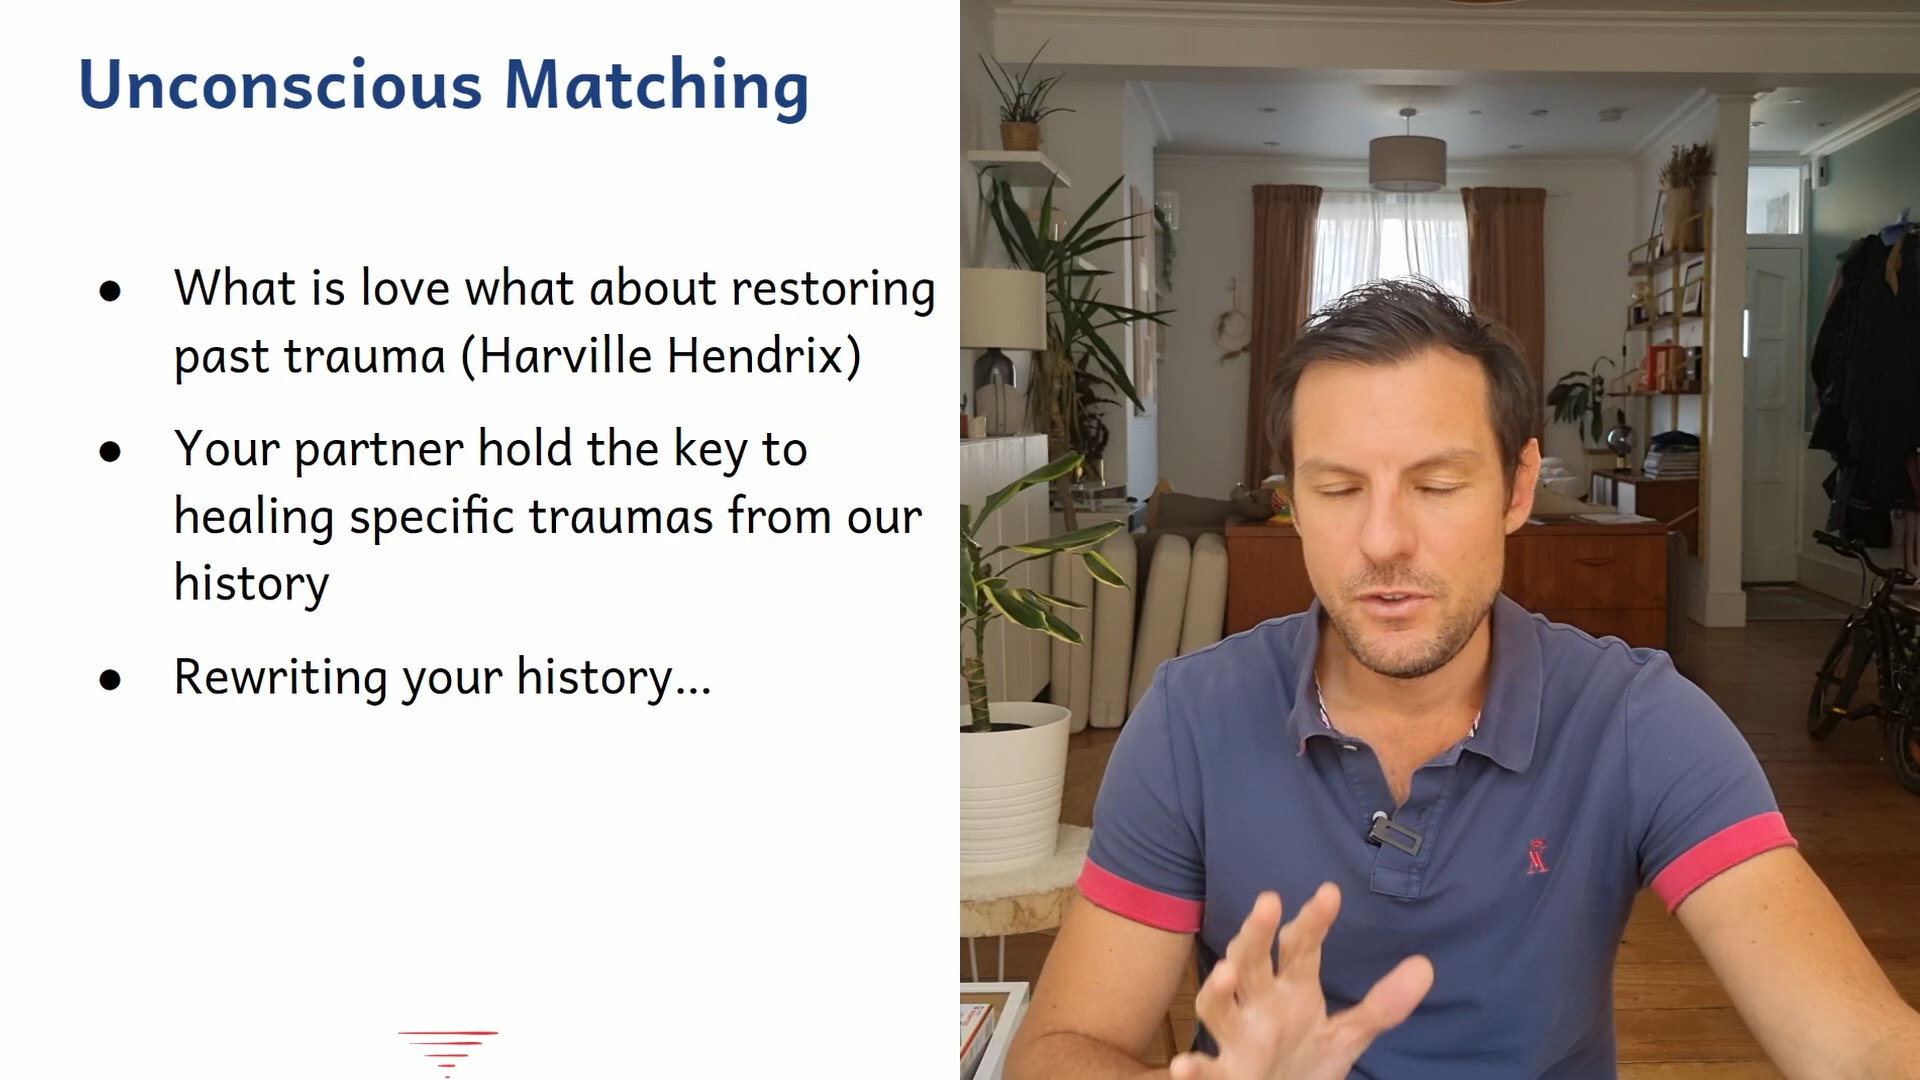 Unconscious Matching
● What is love what about restoring
past trauma (Harville Hendrix)
● Your partner hold the key to
healing specific traumas from our
history
● Rewriting your history...